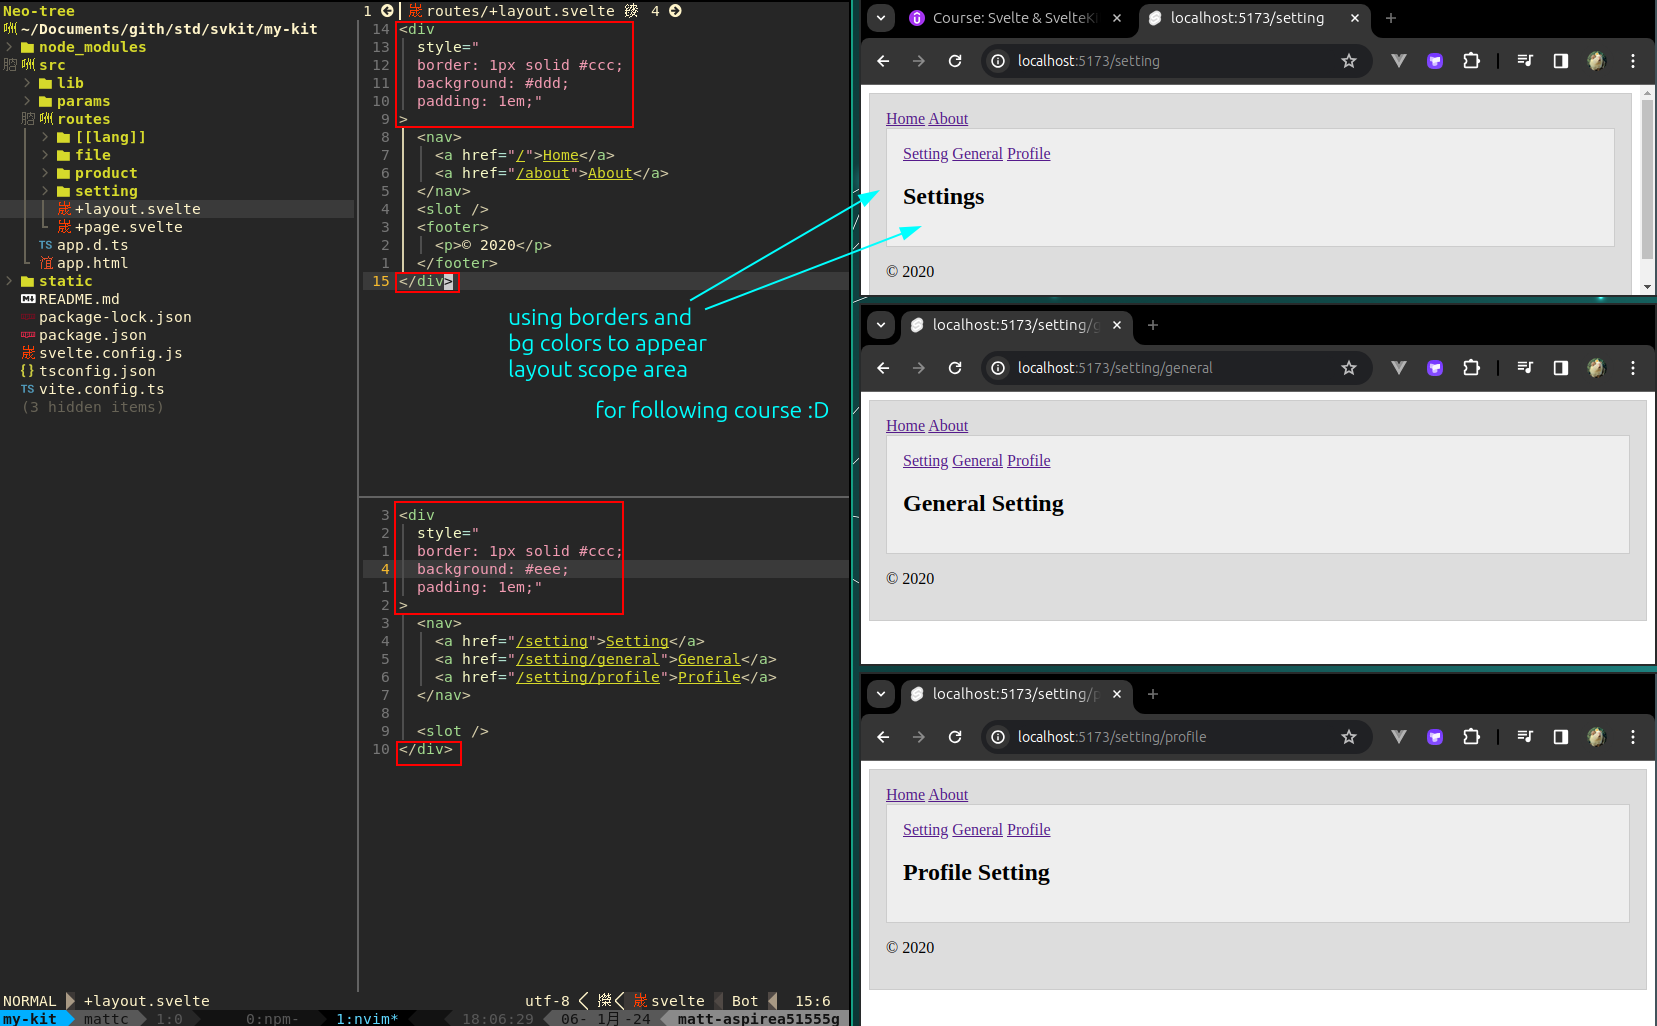 Neo-tree
~/Documents/gith/std/svkit/my-kit
node_modules
src
lib
params
routes
[[lang]]
file
product
setting
+layout.svelte
+page.svelte
TS app.d.ts
app.html
static
README.md
package-lock.json
package.json
svelte.config.js
{} tsconfig.json
TS vite.config.ts
(3 hidden items)
1 routes/+layout.svelte 4
14 <div
13 style="
12 border: 1px solid #ccc;
11 background: #ddd;
10 padding: 1em;"
9 >
8 <nav>
7 <a href="/">Home</a>
6 <a href="/about">About</a>
5 </nav>
4 <slot />
3 <footer>
2 <p>© 2020</p>
1 </footer>
15 </div>
using borders and
bg colors to appear
layout scope area
for following course :D
3 <div
2 style="
1 border: 1px solid #ccc;
4 background: #eee;
1 padding: 1em;"
2 >
3 <nav>
4 <a href="/setting">Setting</a>
5 <a href="/setting/general">General</a>
6 <a href="/setting/profile">Profile</a>
7 </nav>
8
9 <slot />
10 </div>
NORMAL +layout.svelte utf-8 svelte Bot 15:6
my-kit mattc 1:0 0:npm- 1:nvim* 18:06:29 06- 1月-24 matt-aspirea51555g
Course: Svelte & SvelteK localhost:5173/setting
localhost:5173/setting
Home About
Setting General Profile
Settings
© 2020
localhost:5173/setting/g
localhost:5173/setting/general
Home About
Setting General Profile
General Setting
© 2020
localhost:5173/setting/p
localhost:5173/setting/profile
Home About
Setting General Profile
Profile Setting
© 2020